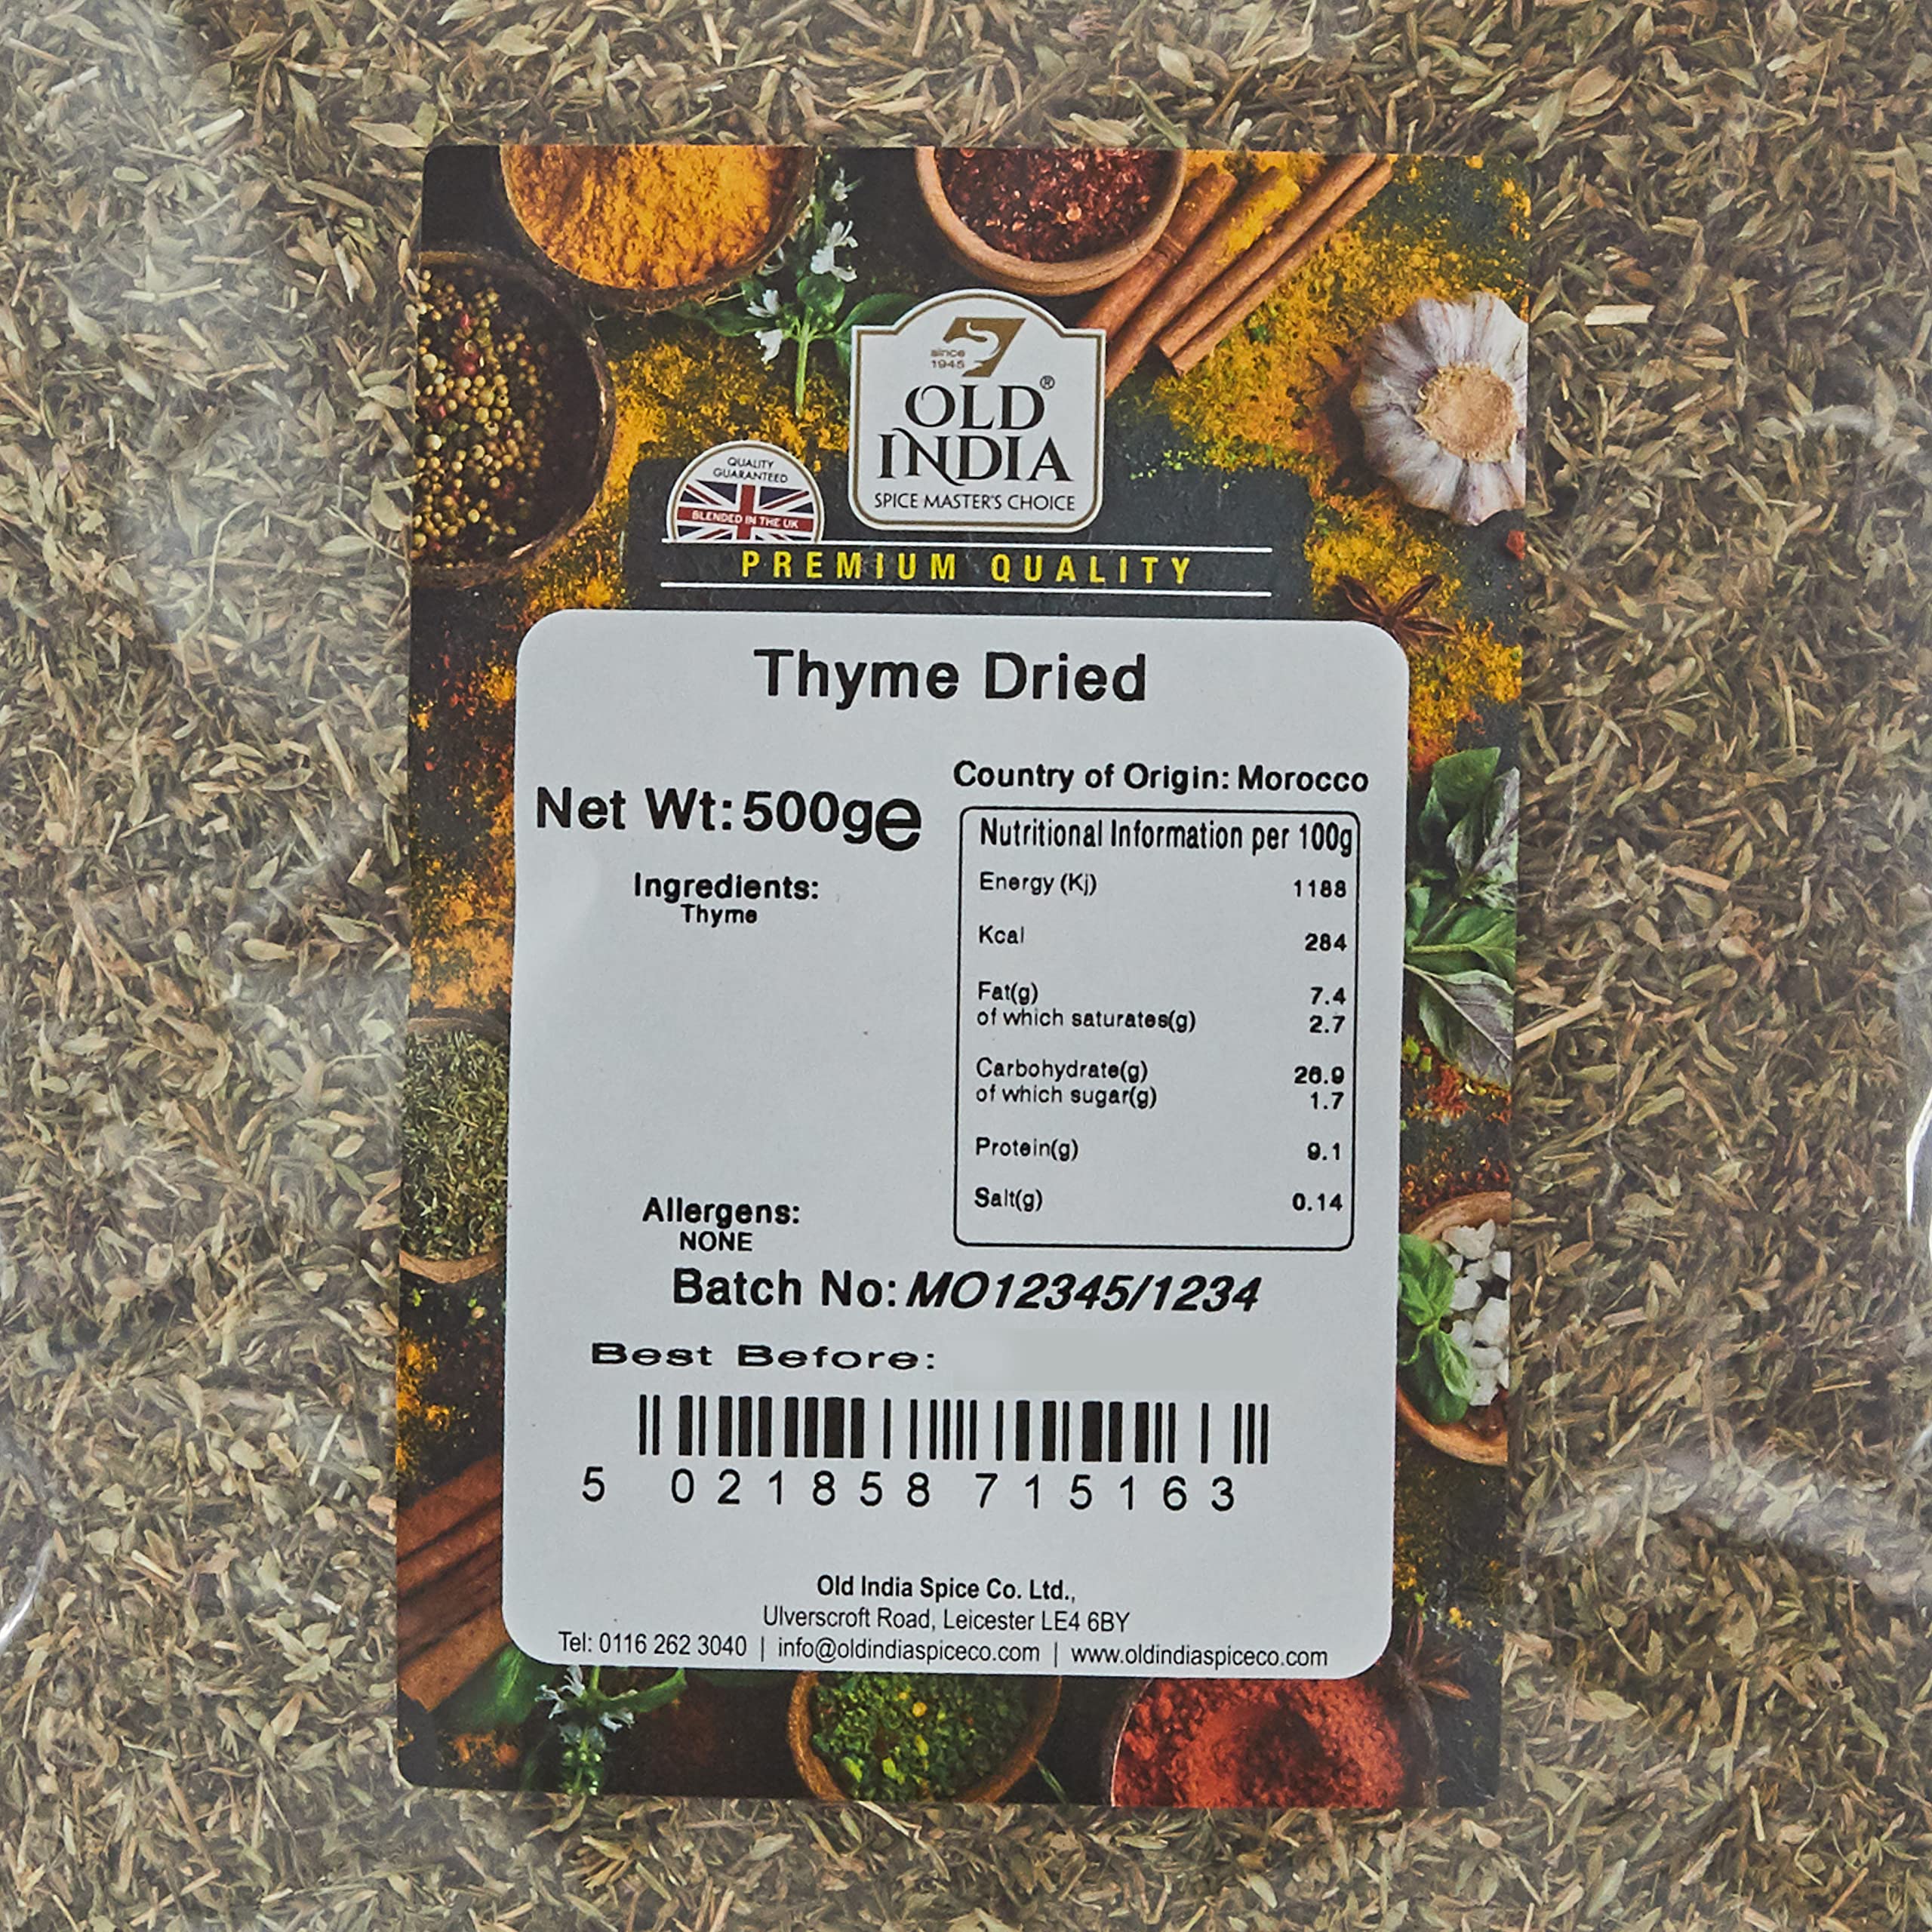 since
1945
OLD®
INDIA
SPICE MASTER'S CHOICE
QUALITY
GUARANTEED
BLENDED IN THE UK
PREMIUM QUALITY
Thyme Dried
Net Wt: 500g℮
Ingredients:
Thyme
Country of Origin: Morocco
Nutritional Information per 100g
Energy (Kj) 1188
Kcal 284
Fat(g) 7.4
of which saturates(g) 2.7
Carbohydrate(g) 26.9
of which sugar(g) 1.7
Protein(g) 9.1
Salt(g) 0.14
Allergens:
NONE
Batch No: MO12345/1234
Best Before:
5 021858 715163
Old India Spice Co. Ltd.,
Ulverscroft Road, Leicester LE4 6BY
Tel: 0116 262 3040 | info@oldindiaspiceco.com | www.oldindiaspiceco.com